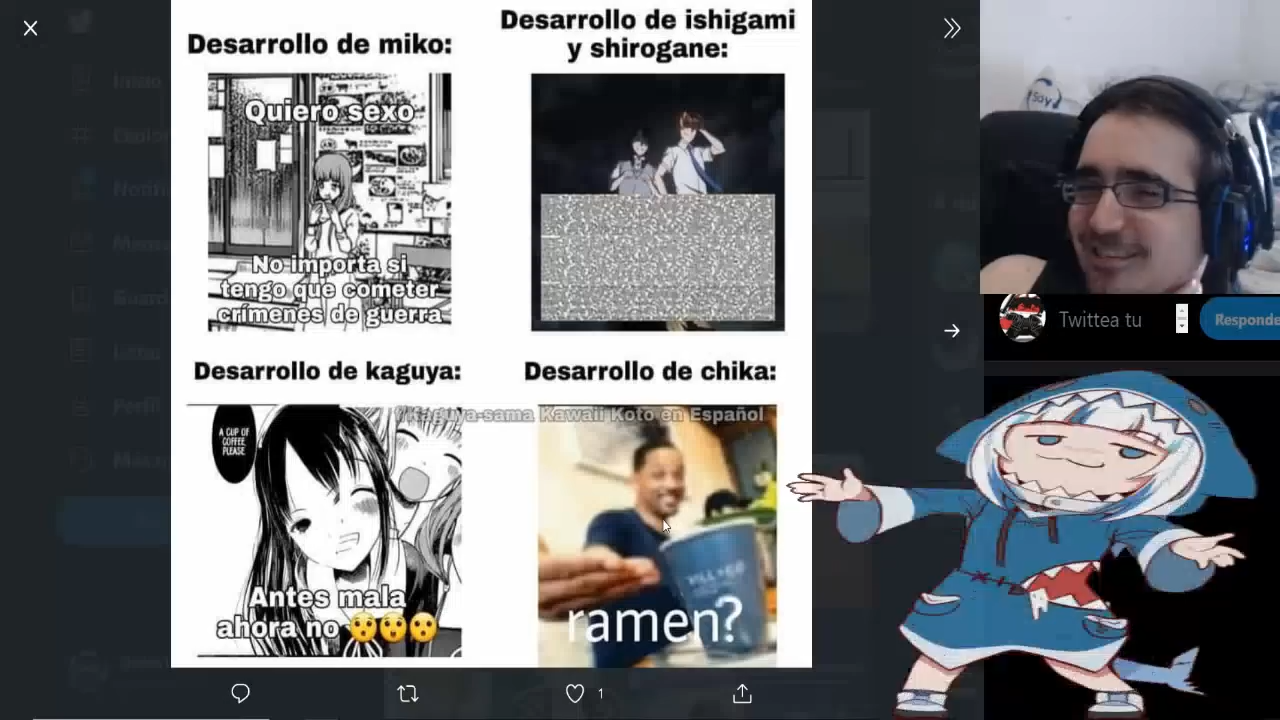 Desarrollo de miko:
Quiero sexo
No importa si
tengo que cometer
crímenes de guerra
Desarrollo de ishigami
y shirogane:
Desarrollo de kaguya:
A CUP OF
COFFEE,
PLEASE
Antes mala
ahora no 😯😯😯
Desarrollo de chika:
Kaguya-sama Kawaii Koto en Español
ramen?
1
Twittea tu
Responde
Perfil